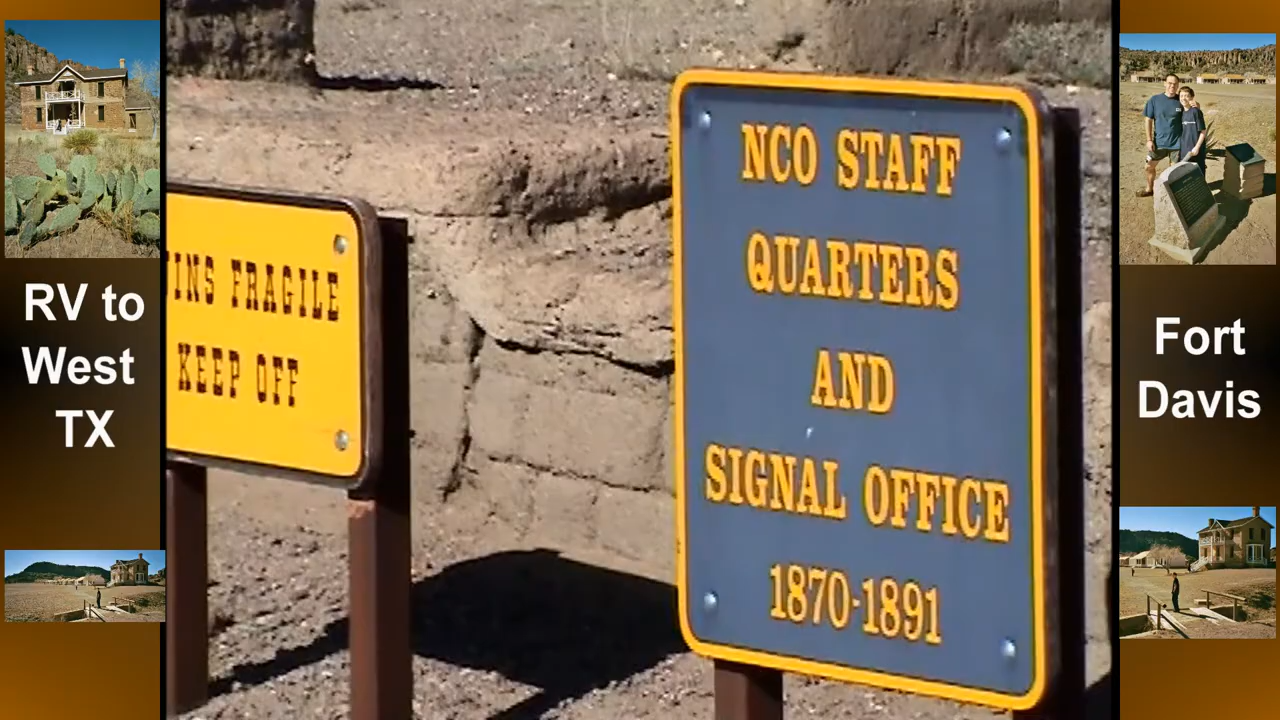 RV to
West
TX
INS FRAGILE
KEEP OFF
NCO STAFF
QUARTERS
AND
SIGNAL OFFICE
1870-1891
Fort
Davis